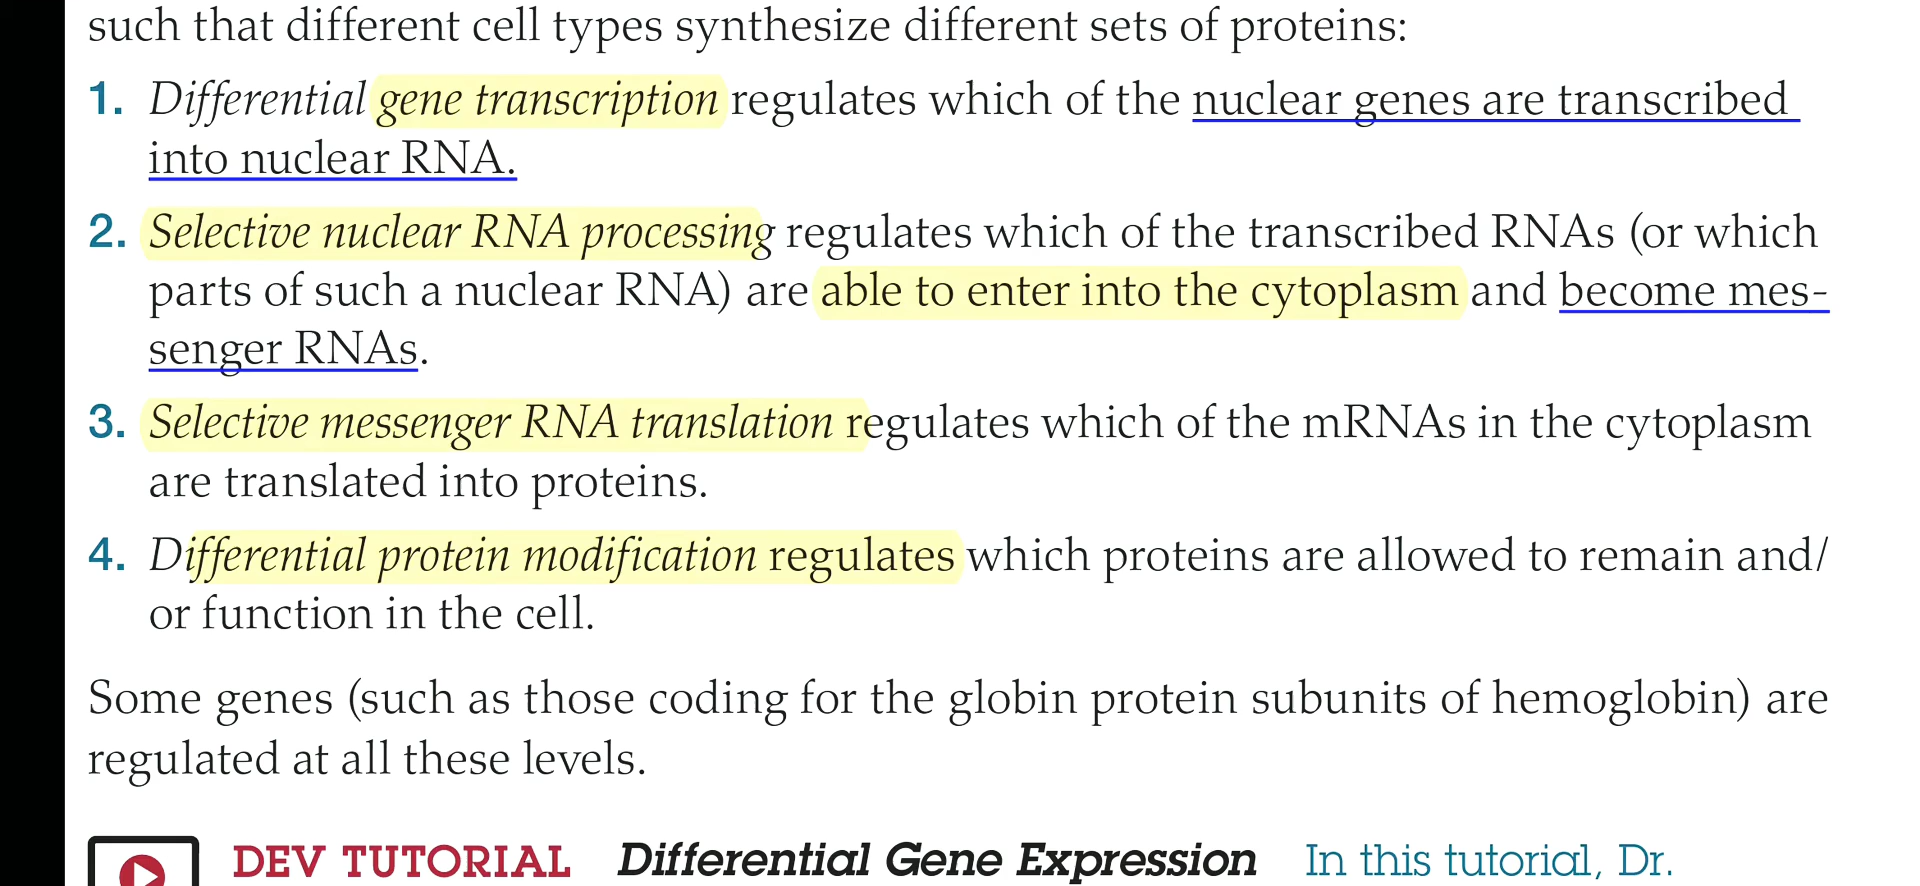 such that different cell types synthesize different sets of proteins:
1. Differential gene transcription regulates which of the nuclear genes are transcribed
into nuclear RNA.
2. Selective nuclear RNA processing regulates which of the transcribed RNAs (or which
parts of such a nuclear RNA) are able to enter into the cytoplasm and become mes-
senger RNAs.
3. Selective messenger RNA translation regulates which of the mRNAs in the cytoplasm
are translated into proteins.
4. Differential protein modification regulates which proteins are allowed to remain and/
or function in the cell.
Some genes (such as those coding for the globin protein subunits of hemoglobin) are
regulated at all these levels.
DEV TUTORIAL Differential Gene Expression In this tutorial, Dr.